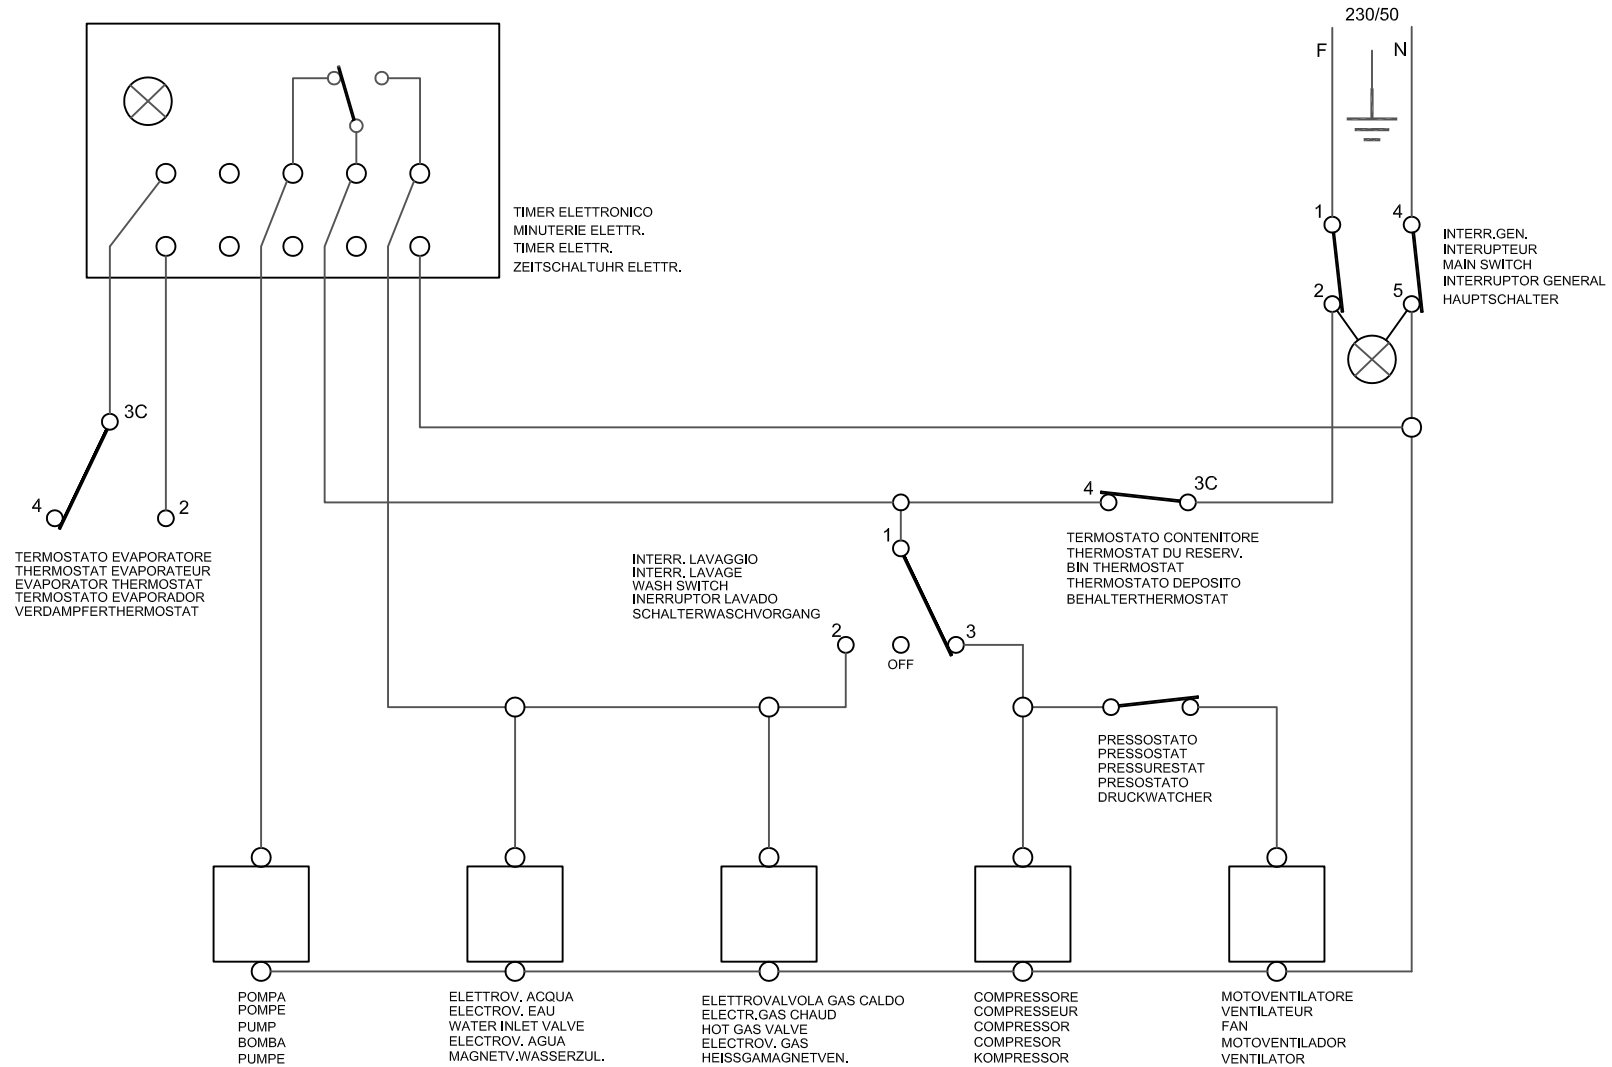 230/50
F
N
TIMER ELETTRONICO
MINUTERIE ELETTR.
TIMER ELETTR.
ZEITSCHALTUHR ELETTR.
1
4
2
5
INTERR.GEN.
INTERUPTEUR
MAIN SWITCH
INTERRUPTOR GENERAL
HAUPTSCHALTER
3C
4
2
TERMOSTATO EVAPORATORE
THERMOSTAT EVAPORATEUR
EVAPORATOR THERMOSTAT
TERMOSTATO EVAPORADOR
VERDAMPFERTHERMOSTAT
4
3C
TERMOSTATO CONTENITORE
THERMOSTAT DU RESERV.
BIN THERMOSTAT
THERMOSTATO DEPOSITO
BEHALTERTHERMOSTAT
INTERR. LAVAGGIO
INTERR. LAVAGE
WASH SWITCH
INERRUPTOR LAVADO
SCHALTERWASCHVORGANG
1
2
3
OFF
PRESSOSTATO
PRESSOSTAT
PRESSURESTAT
PRESOSTATO
DRUCKWATCHER
POMPA
POMPE
PUMP
BOMBA
PUMPE
ELETTROV. ACQUA
ELECTROV. EAU
WATER INLET VALVE
ELECTROV. AGUA
MAGNETV.WASSERZUL.
ELETTROVALVOLA GAS CALDO
ELECTR.GAS CHAUD
HOT GAS VALVE
ELECTROV. GAS
HEISSGAMAGNETVEN.
COMPRESSORE
COMPRESSEUR
COMPRESSOR
COMPRESOR
KOMPRESSOR
MOTOVENTILATORE
VENTILATEUR
FAN
MOTOVENTILADOR
VENTILATOR